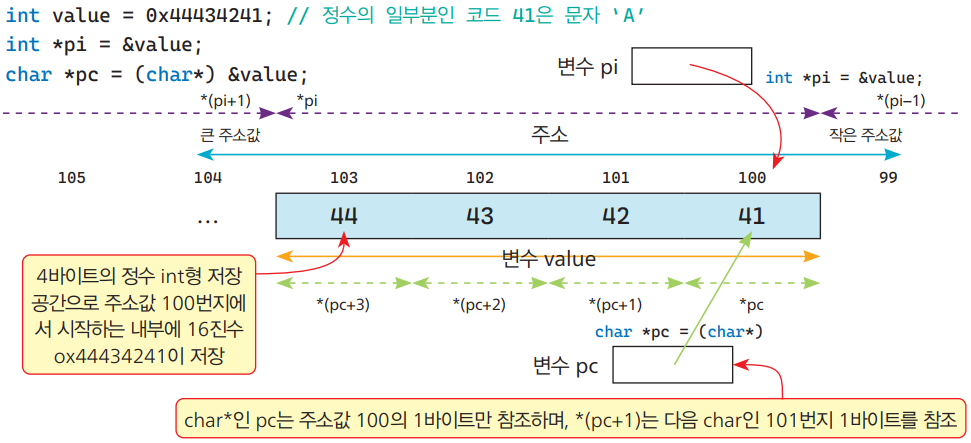 int value = 0x44434241; // 정수의 일부분인 코드 41은 문자 ‘A’
int *pi = &value;
char *pc = (char*) &value;
변수 pi
int *pi = &value;
*(pi+1)
*pi
*(pi−1)
큰 주소값
주소
작은 주소값
105 104 103 102 101 100 99
... 44 43 42 41
변수 value
4바이트의 정수 int형 저장
공간으로 주소값 100번지에
서 시작하는 내부에 16진수
ox44434241이 저장
*(pc+3) *(pc+2) *(pc+1) *pc
char *pc = (char*)
변수 pc
char*인 pc는 주소값 100의 1바이트만 참조하며, *(pc+1)는 다음 char인 101번지 1바이트를 참조